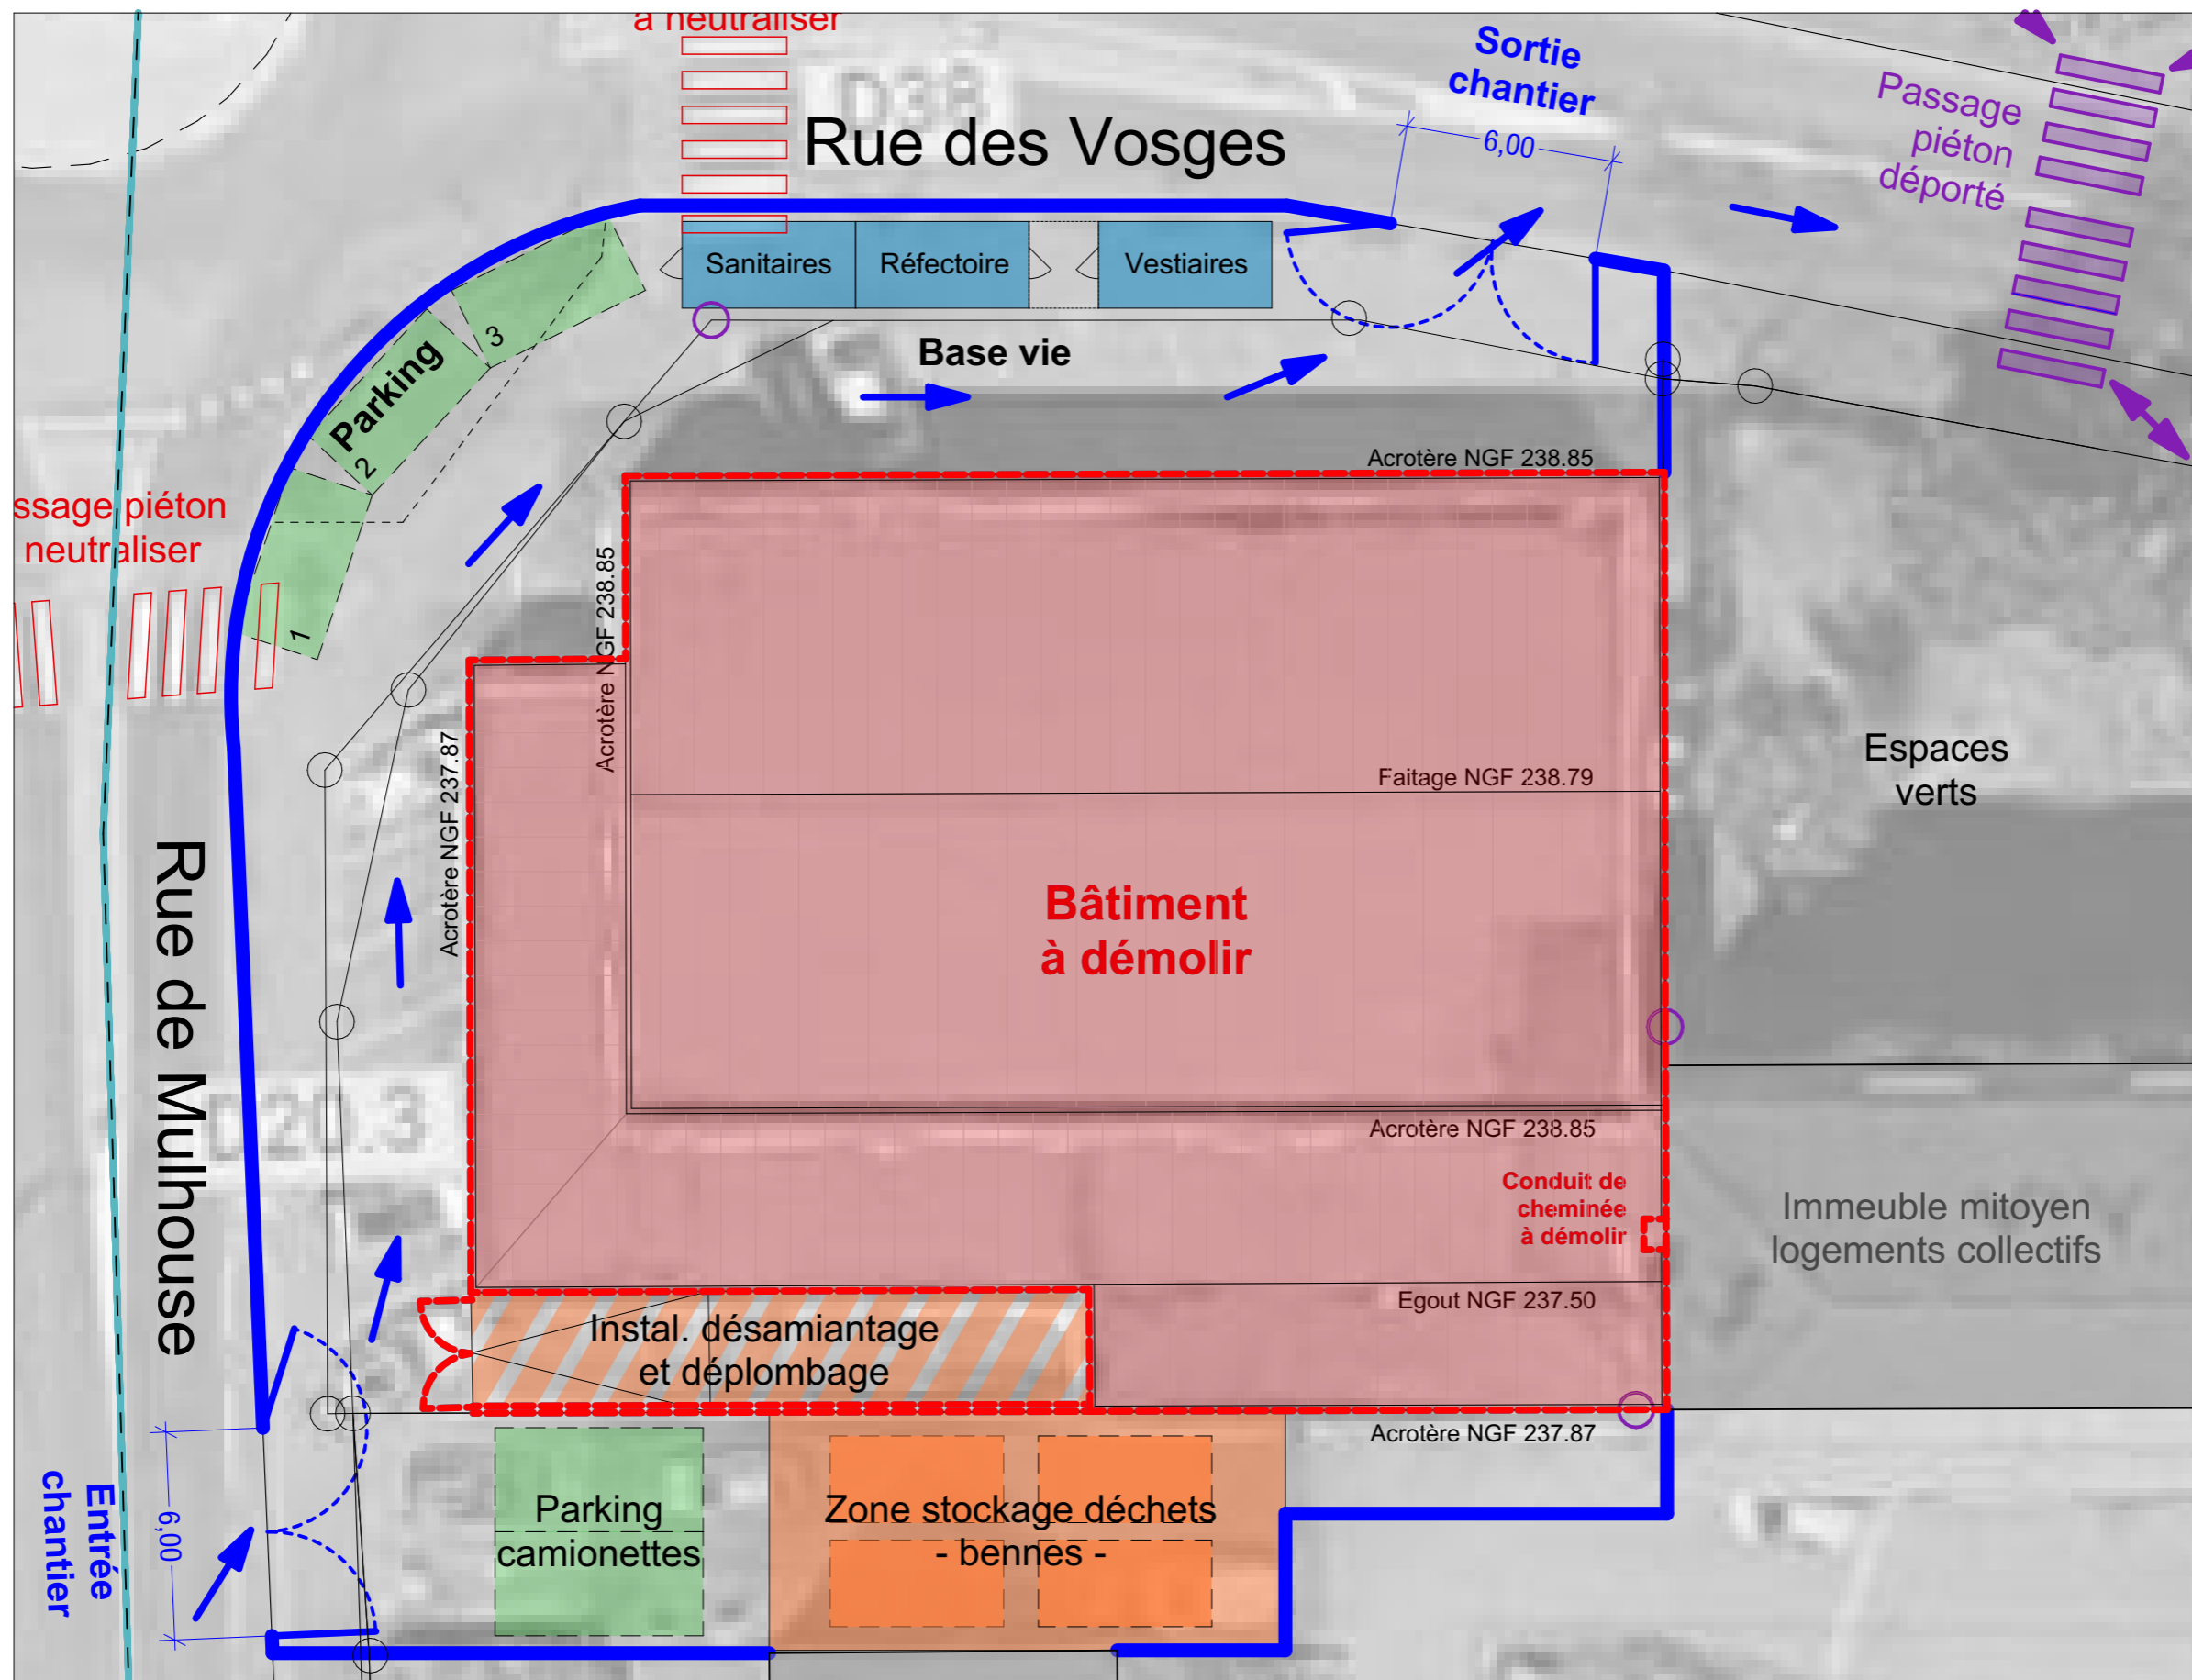 à neutraliser
D38
Rue des Vosges
Sortie
chantier
6,00
Passage
piéton
déporté
Sanitaires
Réfectoire
Vestiaires
Base vie
Parking
3
2
1
ssage piéton
neutraliser
Acrotère NGF 238.85
Acrotère NGF 238.85
Acrotère NGF 237.87
Faitage NGF 238.79
Espaces
verts
Bâtiment
à démolir
Rue de Mulhouse
D20.3
Acrotère NGF 238.85
Conduit de
cheminée
à démolir
Immeuble mitoyen
logements collectifs
Egout NGF 237.50
Instal. désamiantage
et déplombage
Acrotère NGF 237.87
Entrée
chantier
6,00
Parking
camionettes
Zone stockage déchets
- bennes -